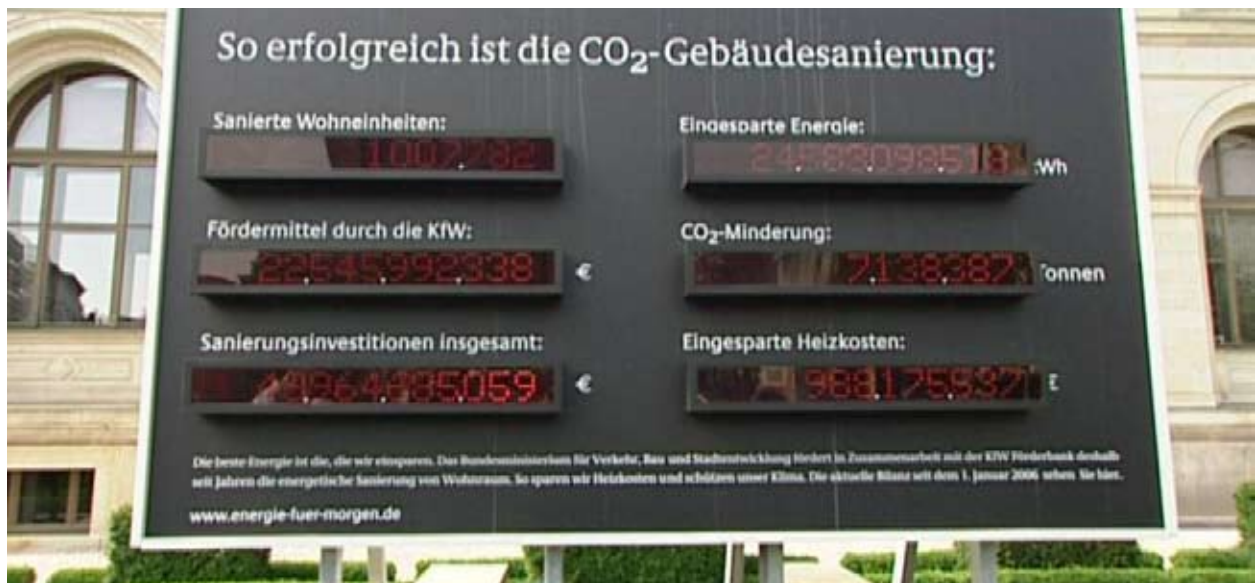 So erfolgreich ist die CO₂-Gebäudesanierung:
Sanierte Wohneinheiten:
1.007.782
Eingesparte Energie:
Wh
Fördermittel durch die KfW:
22.545.992.338 €
CO₂-Minderung:
7.138.387 Tonnen
Sanierungsinvestitionen insgesamt:
€
Eingesparte Heizkosten:
988.175.537 €
Die beste Energie ist die, die wir einsparen. Das Bundesministerium für Verkehr, Bau und Stadtentwicklung fördert in Zusammenarbeit mit der KfW Förderbank deshalb
seit Jahren die energetische Sanierung von Wohnraum. So sparen wir Heizkosten und schützen unser Klima. Die aktuelle Bilanz seit dem 1. Januar 2006 sehen Sie hier.
www.energie-fuer-morgen.de